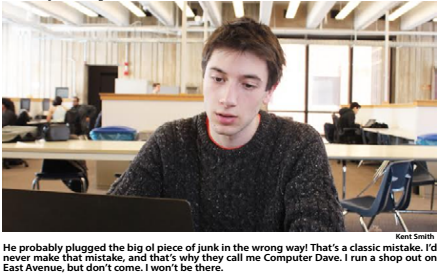 Kent Smith
He probably plugged the big ol piece of junk in the wrong way! That's a classic mistake. I'd
never make that mistake, and that's why they call me Computer Dave. I run a shop out on
East Avenue, but don't come. I won't be there.